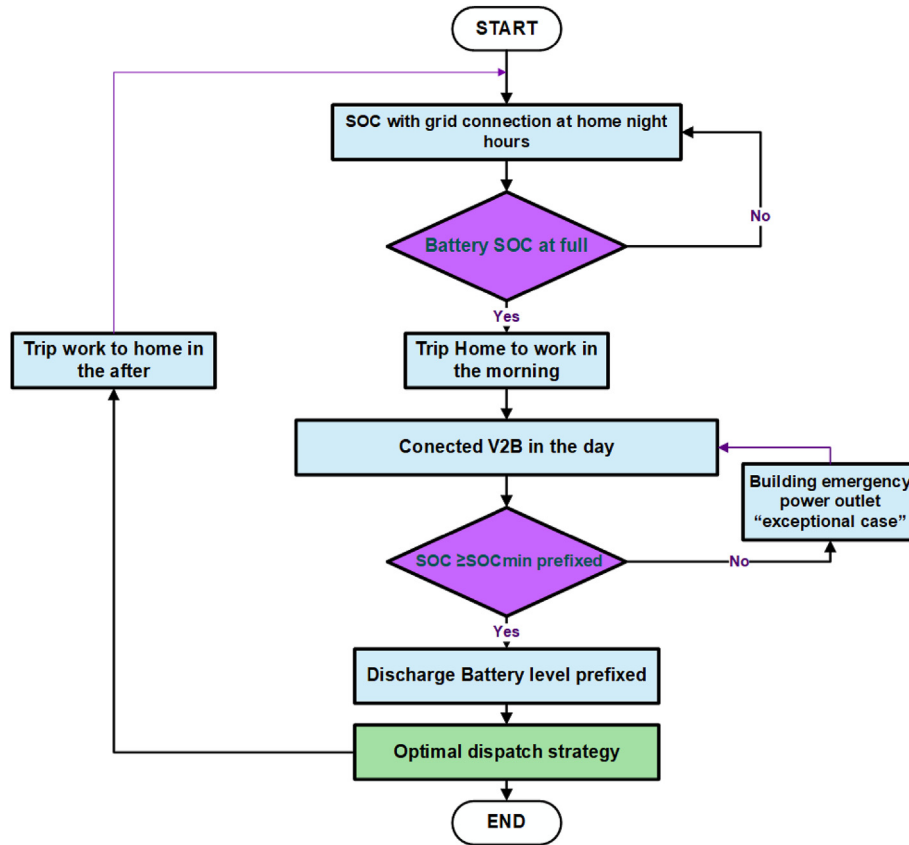 START
SOC with grid connection at home night
hours
No
Battery SOC at full
Yes
Trip work to home in
the after
Trip Home to work in
the morning
Conected V2B in the day
Building emergency
power outlet
“exceptional case”
SOC ≥SOCmin prefixed
No
Yes
Discharge Battery level prefixed
Optimal dispatch strategy
END